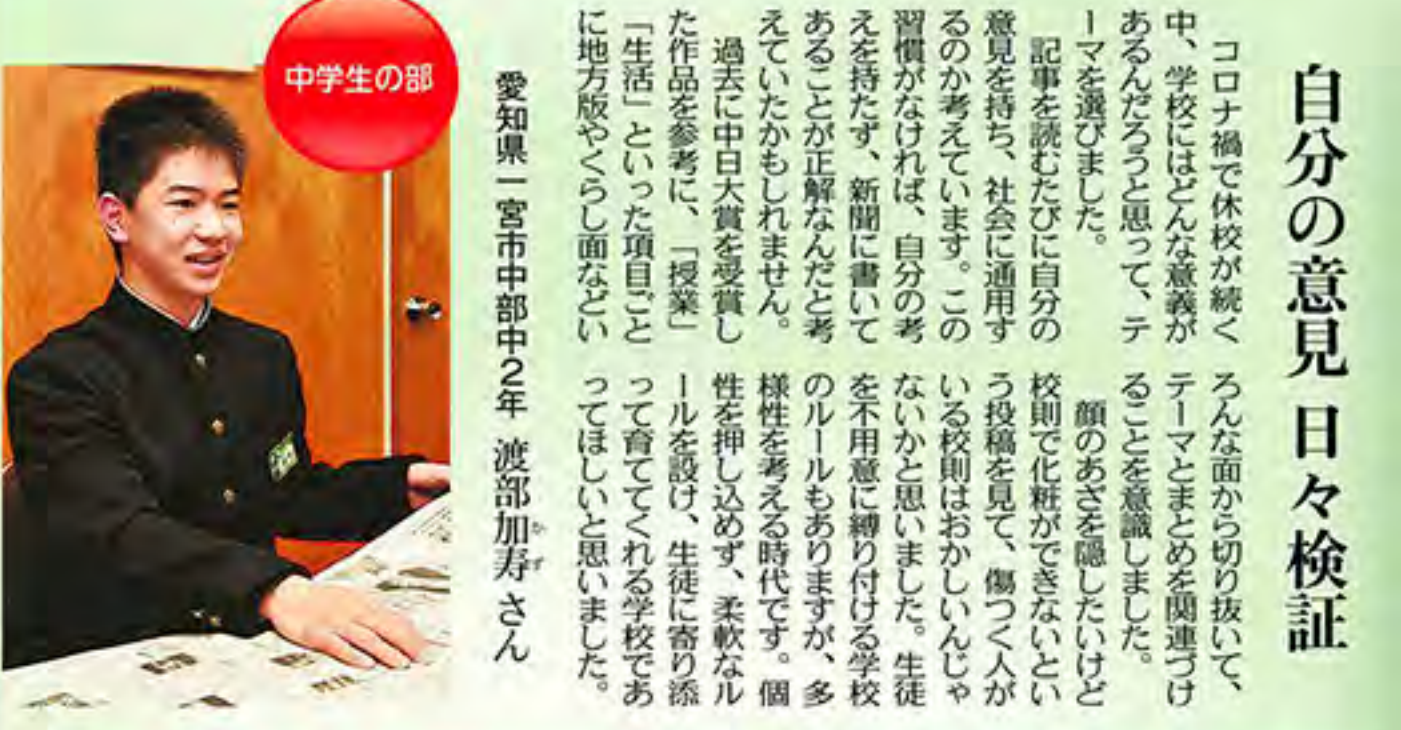 自分の意見 日々検証
コロナ禍で休校が続く
中、学校にはどんな意義が
あるんだろうと思って、テ
ーマを選びました。
記事を読むたびに自分の
意見を持ち、社会に通用す
るのか考えています。この
習慣がなければ、自分の考
えを持たず、新聞に書いて
あることが正解なんだと考
えていたかもしれません。
過去に中日大賞を受賞し
た作品を参考に、「授業」
「生活」といった項目ごと
に地方版やくらし面などい
ろんな面から切り抜いて、
テーマとまとめを関連づけ
ることを意識しました。
顔のあざを隠したいけど
校則で化粧ができないとい
う投稿を見て、傷つく人が
いる校則はおかしいんじゃ
ないかと思いました。生徒
を不用意に縛り付ける学校
のルールもありますが、多
様性を考える時代です。個
性を押し込めず、柔軟なル
ールを設け、生徒に寄り添
って育ててくれる学校であ
ってほしいと思いました。
愛知県一宮市中部中2年 渡部加寿さん
かず
中学生の部